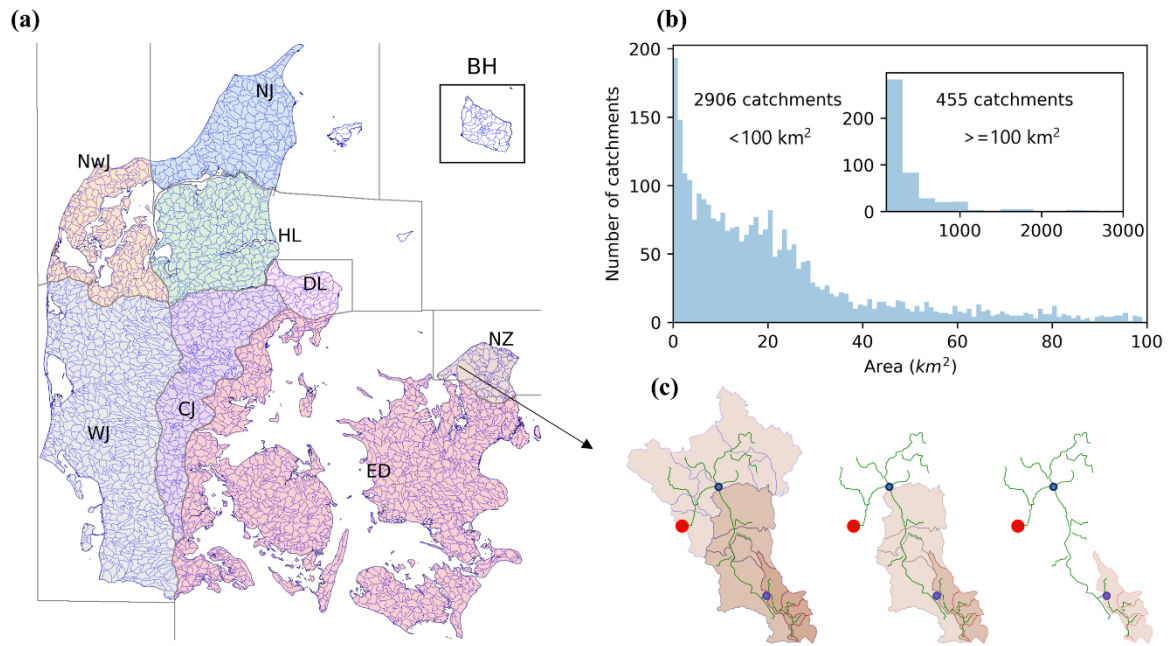 (a)
BH
NJ
NwJ
HL
DL
NZ
CJ
WJ
ED
(b)
200
150
100
50
0
Number of catchments
2906 catchments
<100 km²
0
20
40
60
80
100
Area (km²)
455 catchments
>=100 km²
200
100
0
1000
2000
3000
(c)